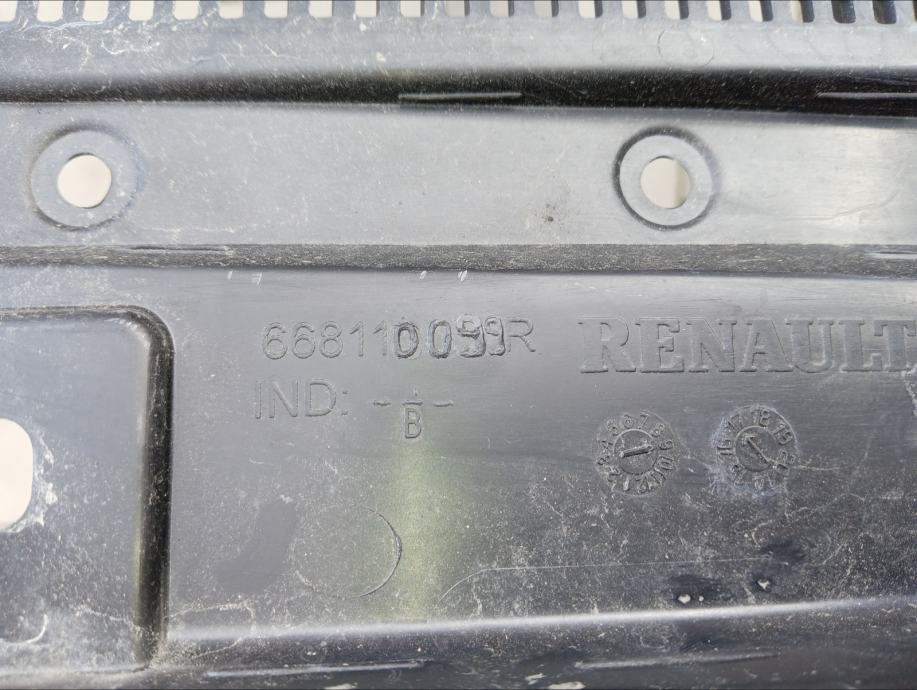 668110099R RENAULT
IND: - - -
B